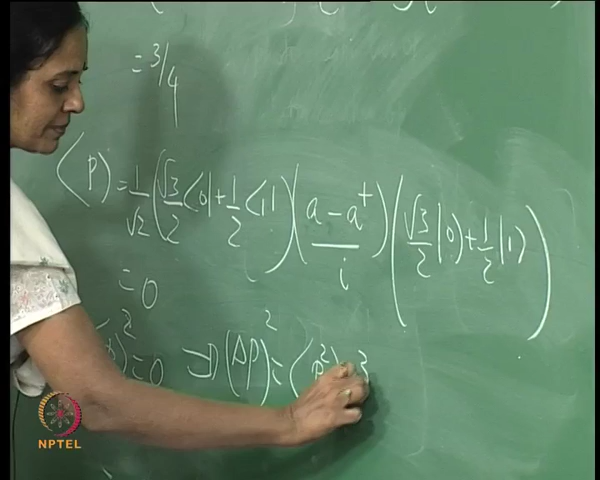 = 3/4
⟨p⟩ = 1/√2 (√3/2 ⟨0| + 1/2 ⟨1|) ((a - a†)/i) (√3/2 |0⟩ + 1/2 |1⟩)
= 0
⟩² = 0 ⇒ (Δp)² = ⟨p²⟩ 3
NPTEL